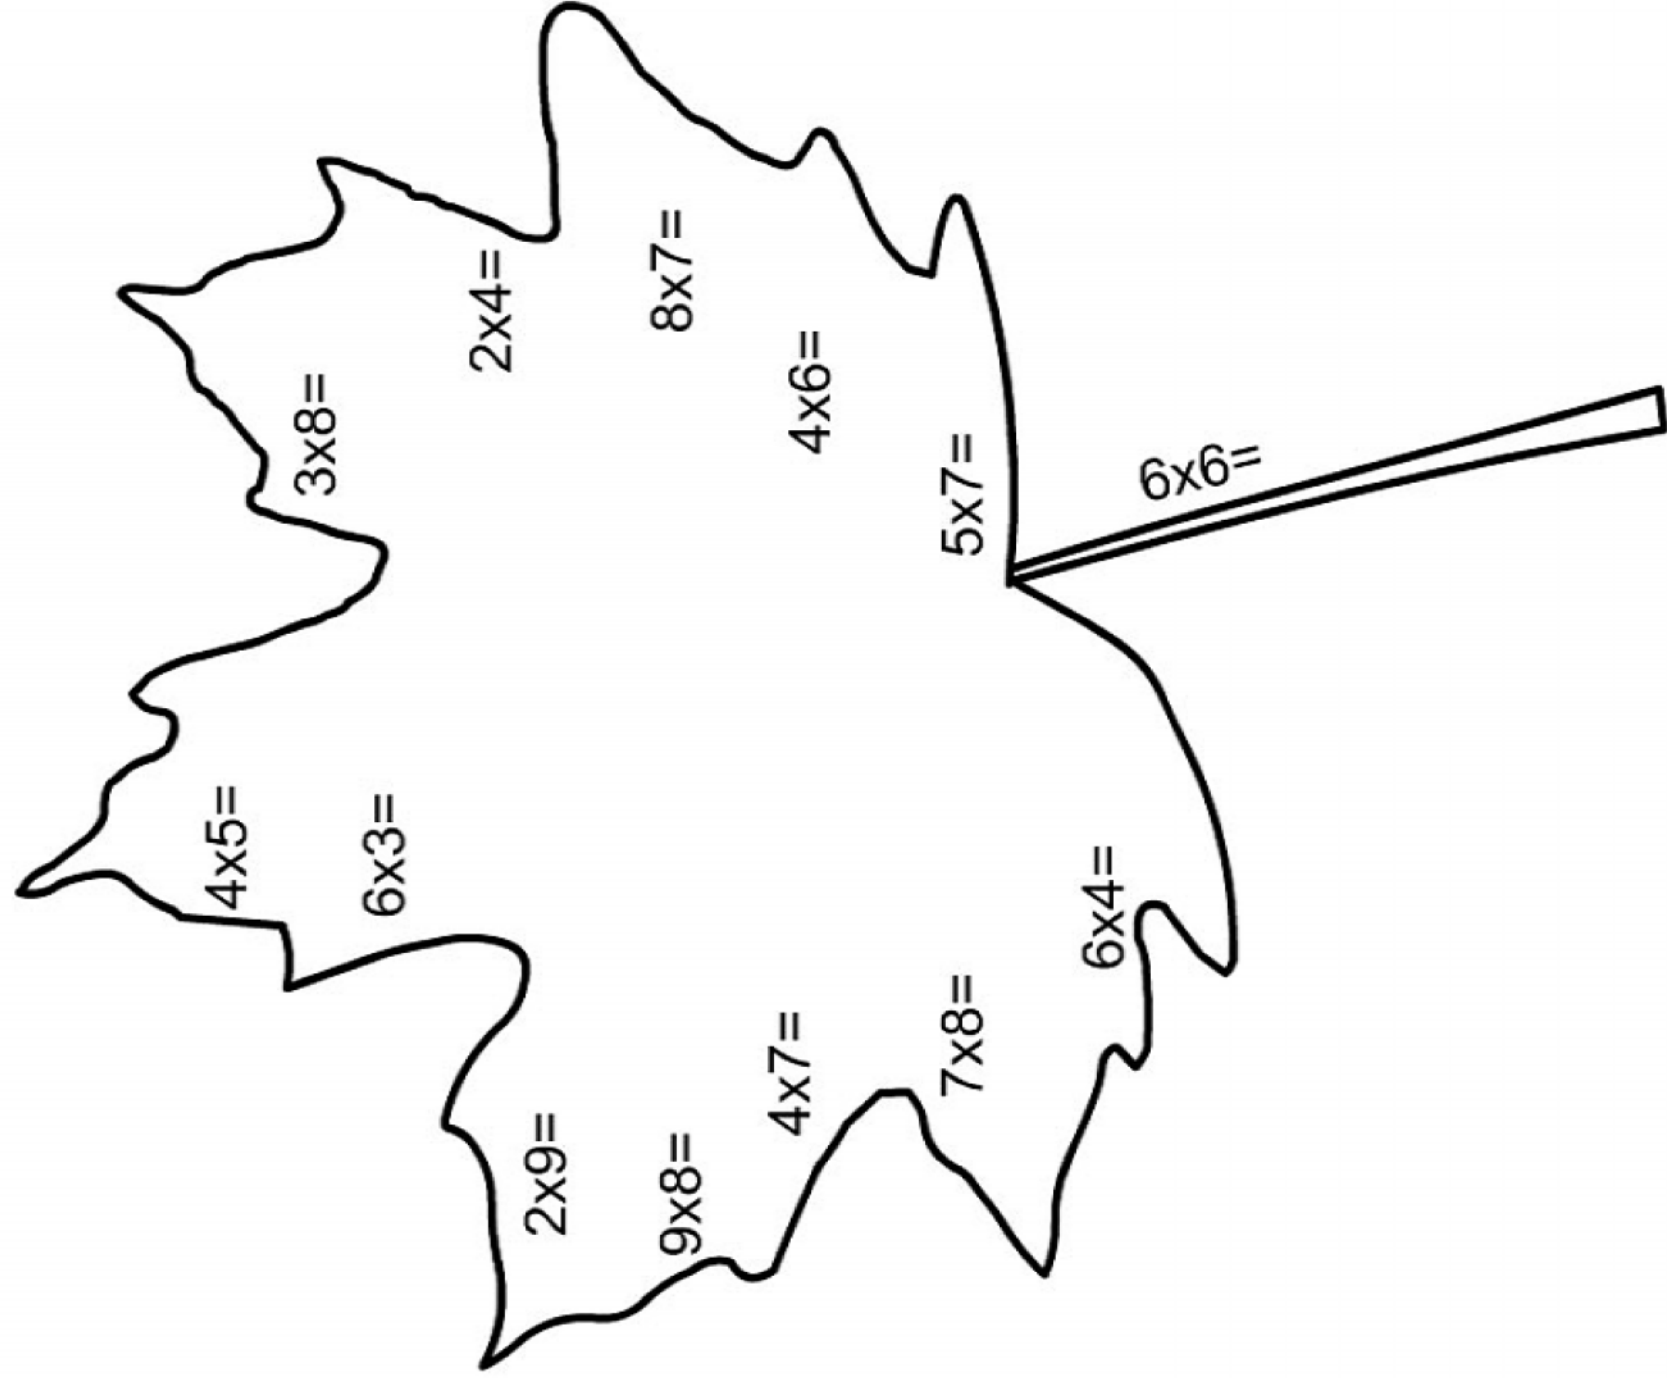 4x5=
3x8=
6x3=
2x4=
2x9=
8x7=
9x8=
4x6=
4x7=
5x7=
7x8=
6x4=
6x6=